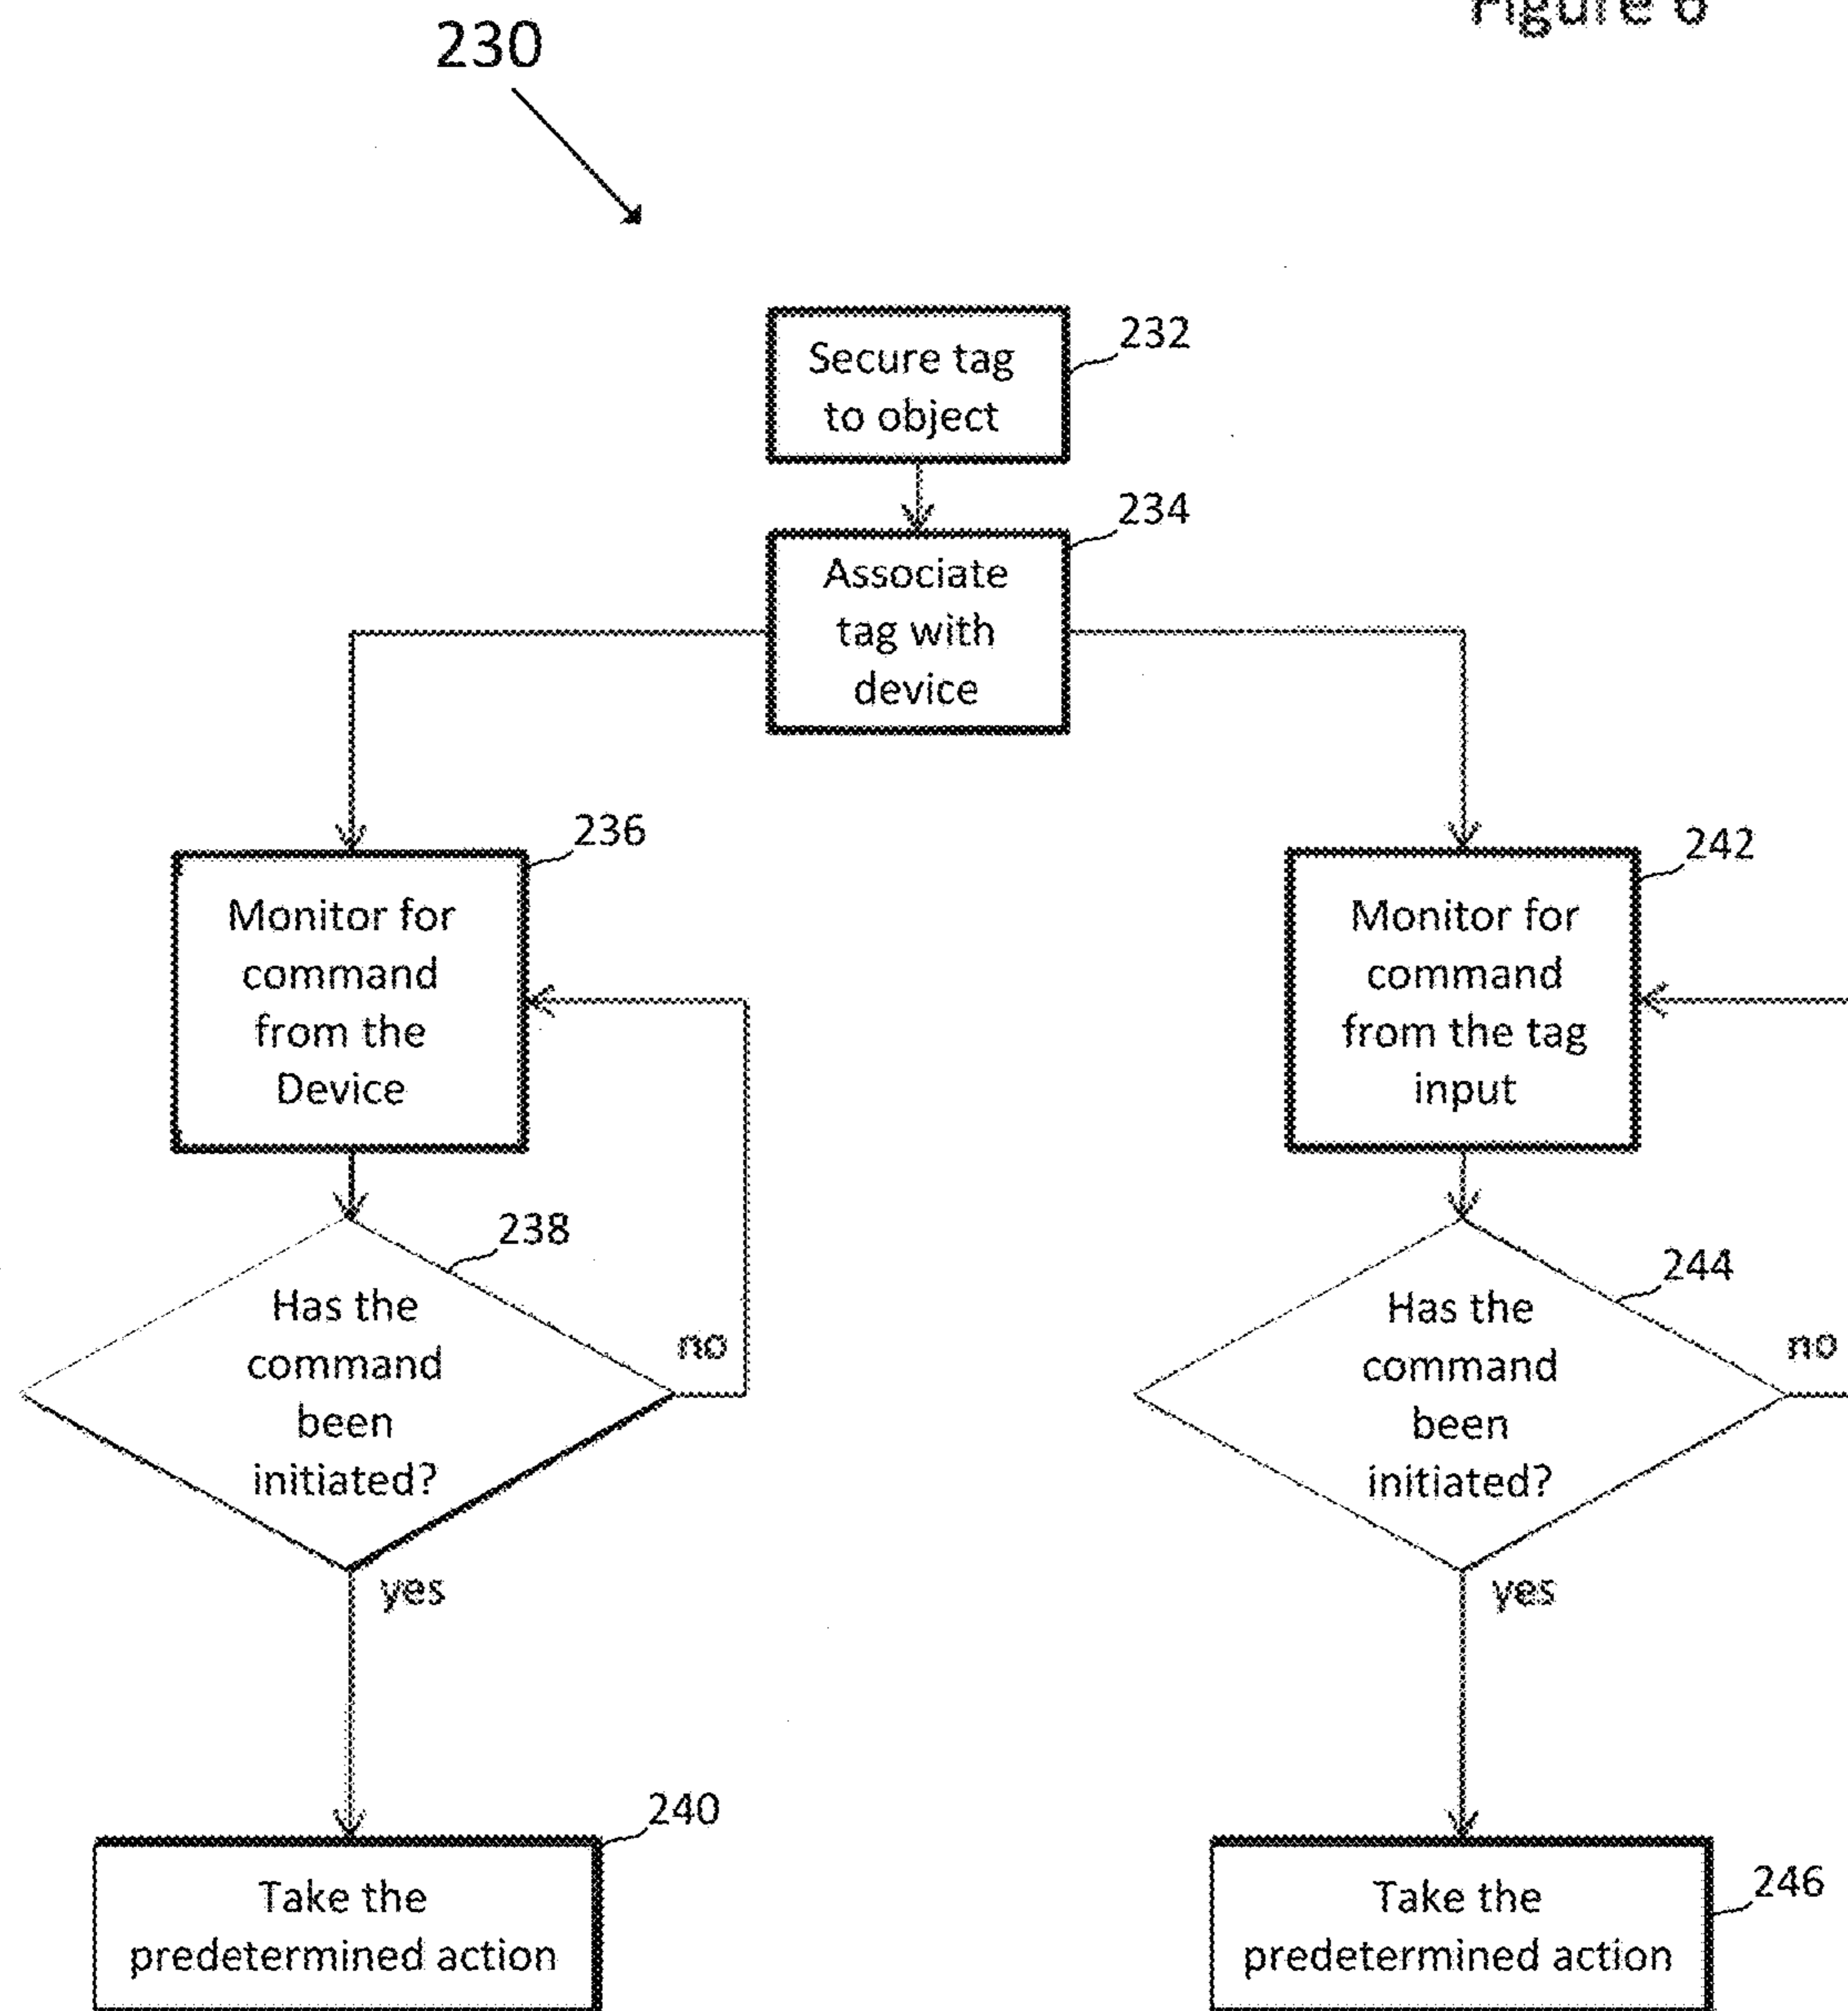 Figure 6
230
232
Secure tag
to object
234
Associate
tag with
device
236
Monitor for
command
from the
Device
242
Monitor for
command
from the tag
input
238
Has the
command
been
initiated?
no
yes
244
Has the
command
been
initiated?
no
yes
240
Take the
predetermined action
246
Take the
predetermined action